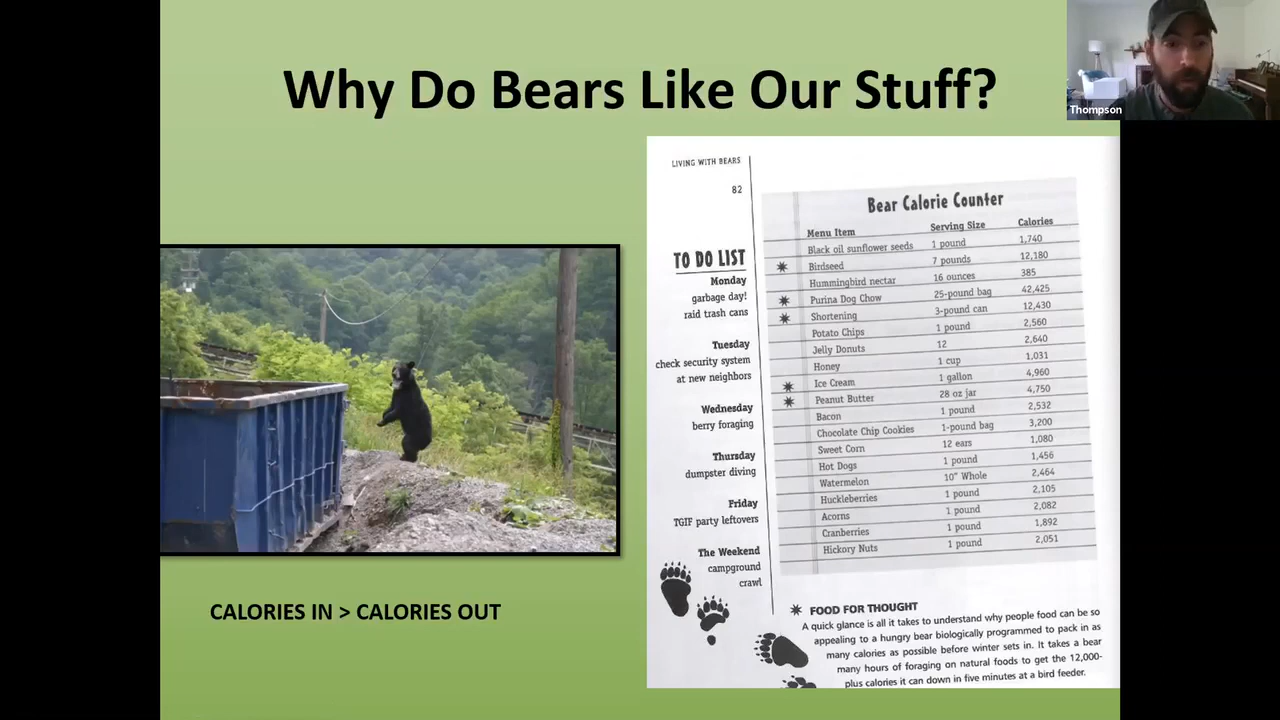 Why Do Bears Like Our Stuff?
Thompson
LIVING WITH BEARS
82
TO DO LIST
Monday
garbage day!
raid trash cans
Tuesday
check security system
at new neighbors
Wednesday
berry foraging
Thursday
dumpster diving
Friday
TGIF party leftovers
The Weekend
campground
crawl
Bear Calorie Counter
Menu Item Serving Size Calories
Black oil sunflower seeds 1 pound 1,740
Birdseed 7 pounds 12,180
Hummingbird nectar 16 ounces 385
Purina Dog Chow 25-pound bag 42,425
Shortening 3-pound can 12,430
Potato Chips 1 pound 2,560
Jelly Donuts 12 2,640
Honey 1 cup 1,031
Ice Cream 1 gallon 4,960
Peanut Butter 28 oz jar 4,750
Bacon 1 pound 2,532
Chocolate Chip Cookies 1-pound bag 3,200
Sweet Corn 12 ears 1,080
Hot Dogs 1 pound 1,456
Watermelon 10" Whole 2,464
Huckleberries 1 pound 2,105
Acorns 1 pound 2,082
Cranberries 1 pound 1,892
Hickory Nuts 1 pound 2,051
FOOD FOR THOUGHT
A quick glance is all it takes to understand why people food can be so
appealing to a hungry bear biologically programmed to pack in as
many calories as possible before winter sets in. It takes a bear
many hours of foraging on natural foods to get the 12,000-
plus calories it can down in five minutes at a bird feeder.
CALORIES IN > CALORIES OUT